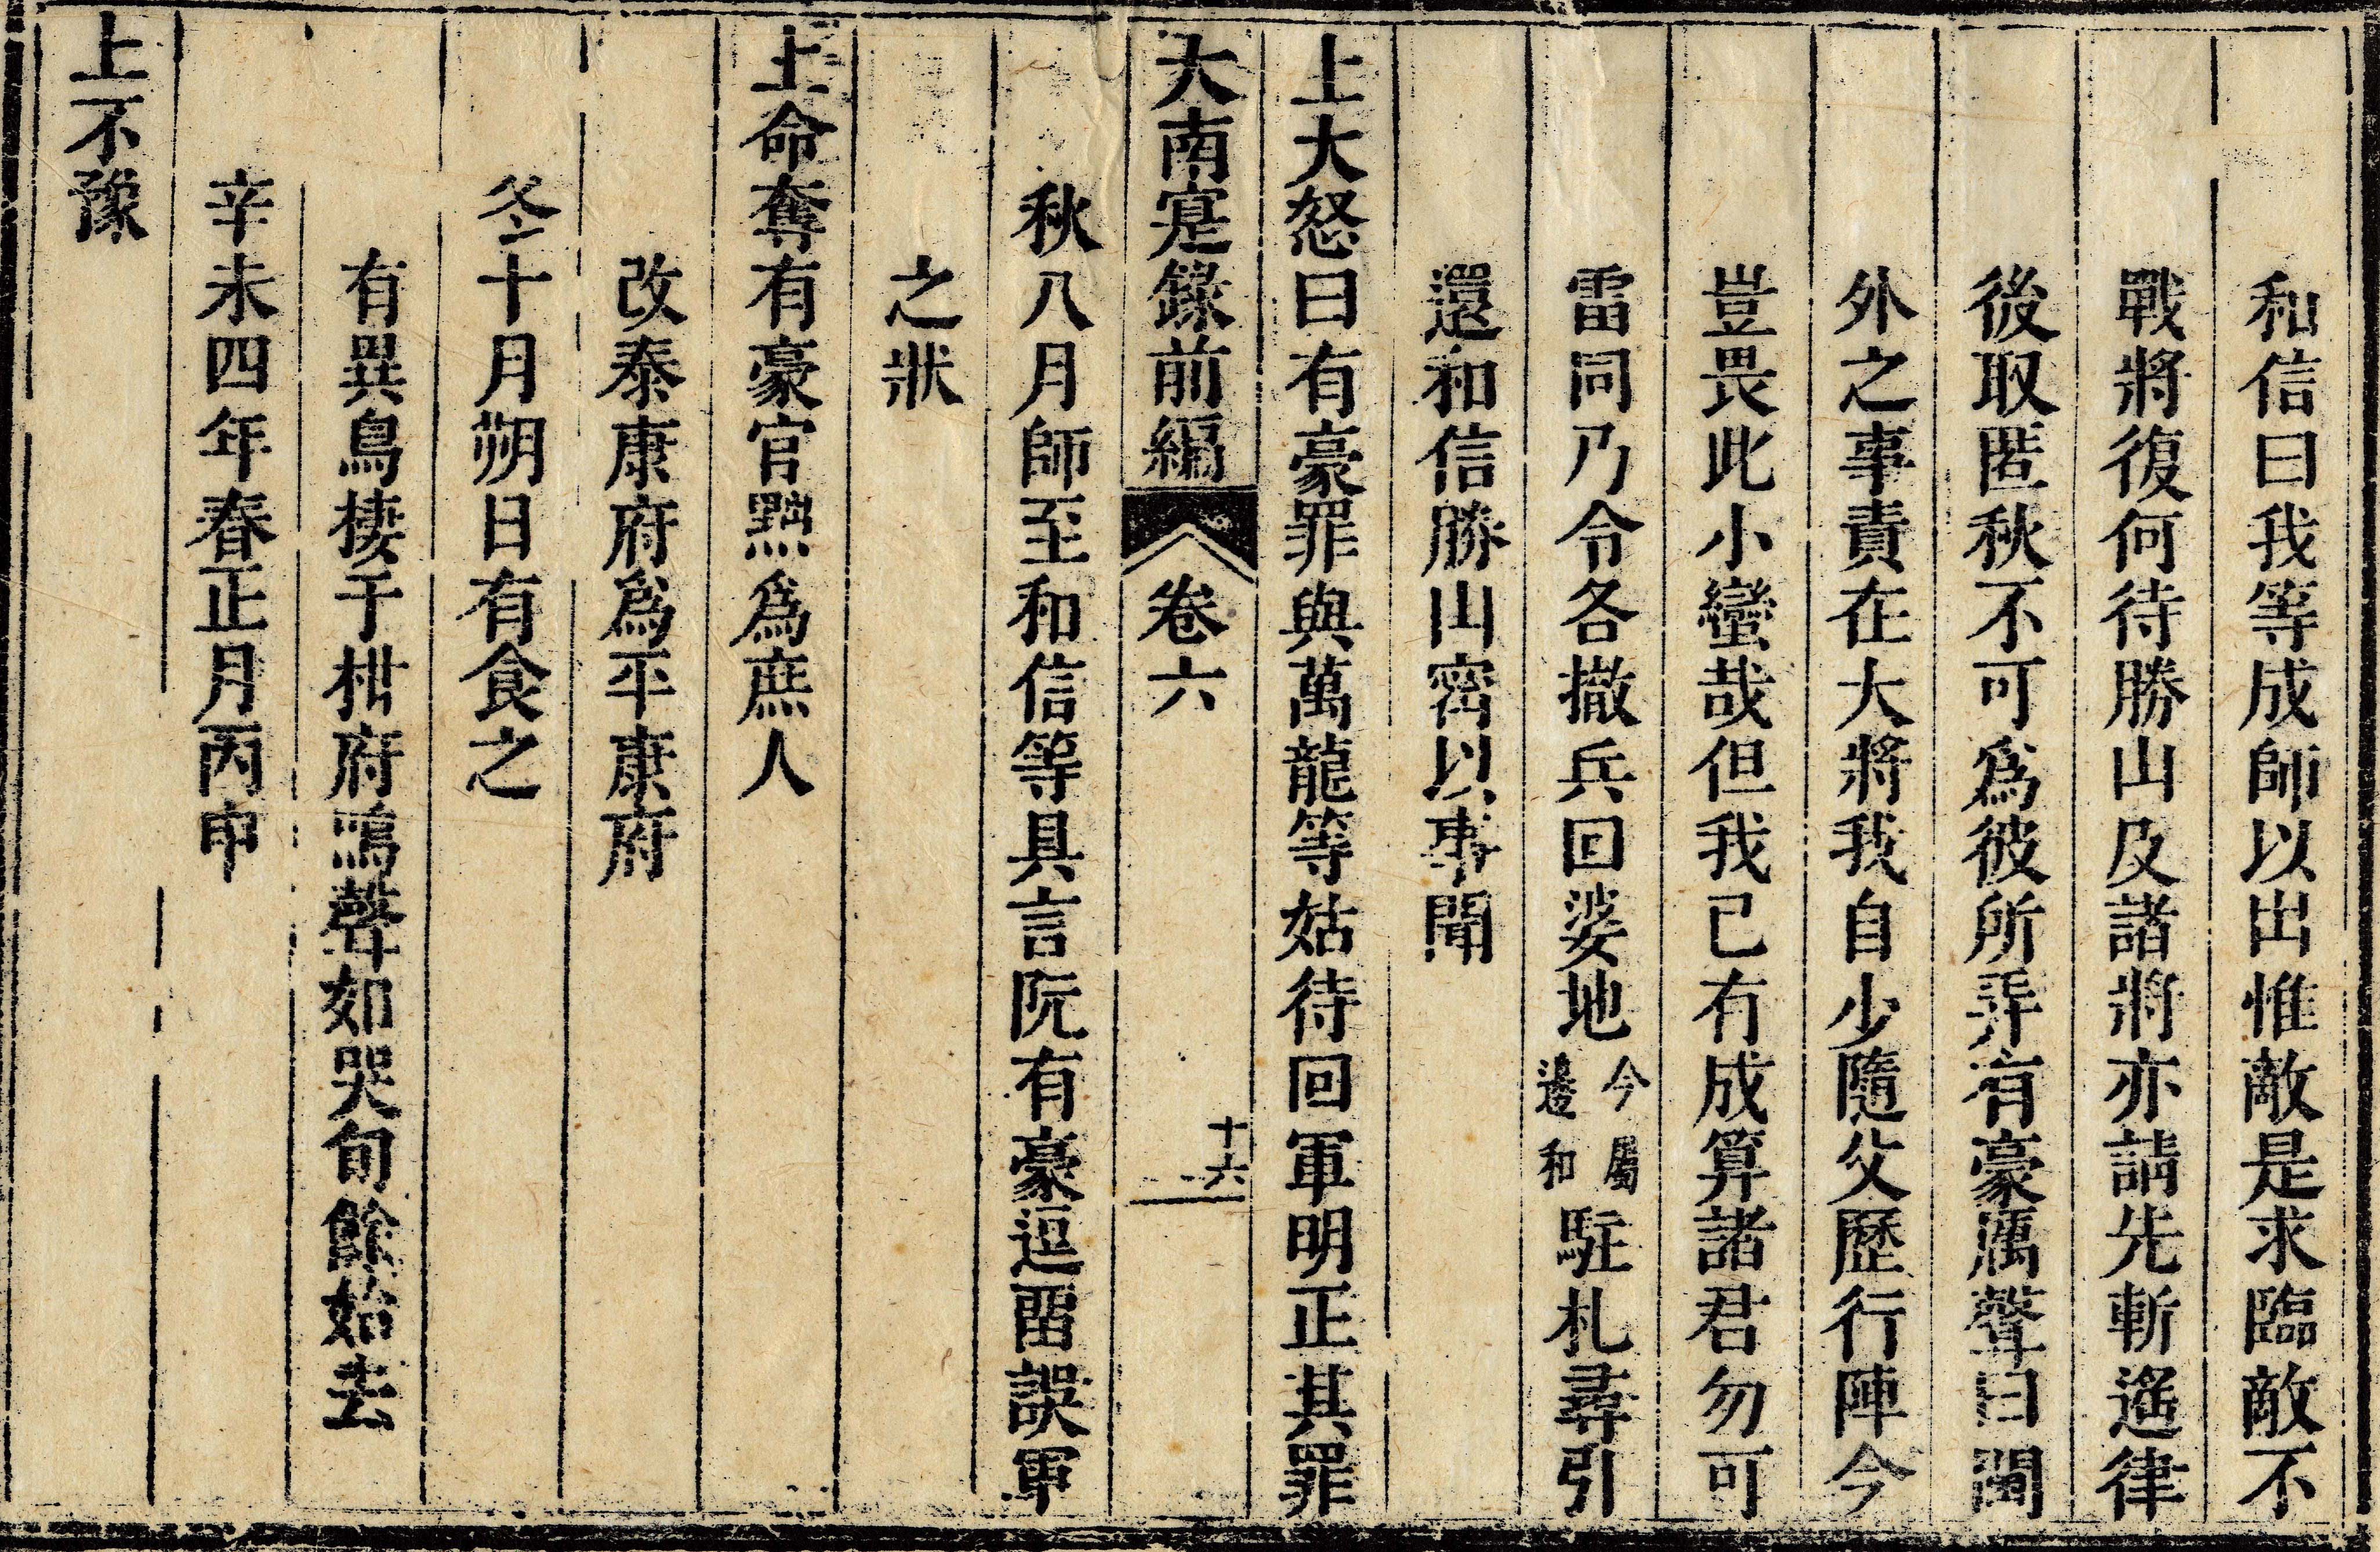 和信曰我等成師以出惟敵是求臨敵不
戰將復何待勝山及諸將亦請先斬遙律
後取匿秋不可爲彼所弄有豪厲聲曰閫
外之事責在大將我自少隨父歷行陣今
豈畏此小蠻哉但我已有成算諸君勿可
雷同乃令各撤兵回婆地今屬邊和駐札尋引
還和信勝山密以事聞
上大怒曰有豪罪與萬龍等姑待回軍明正其罪
大南寔錄前編 卷六 十六
秋八月師至和信等具言阮有豪逗畱誤軍
之狀
上命奪有豪官黜爲庶人
改泰康府爲平康府
冬十月朔日有食之
有異鳥棲于柑府鳴聲如哭旬餘始去
辛未四年春正月丙申
上不豫